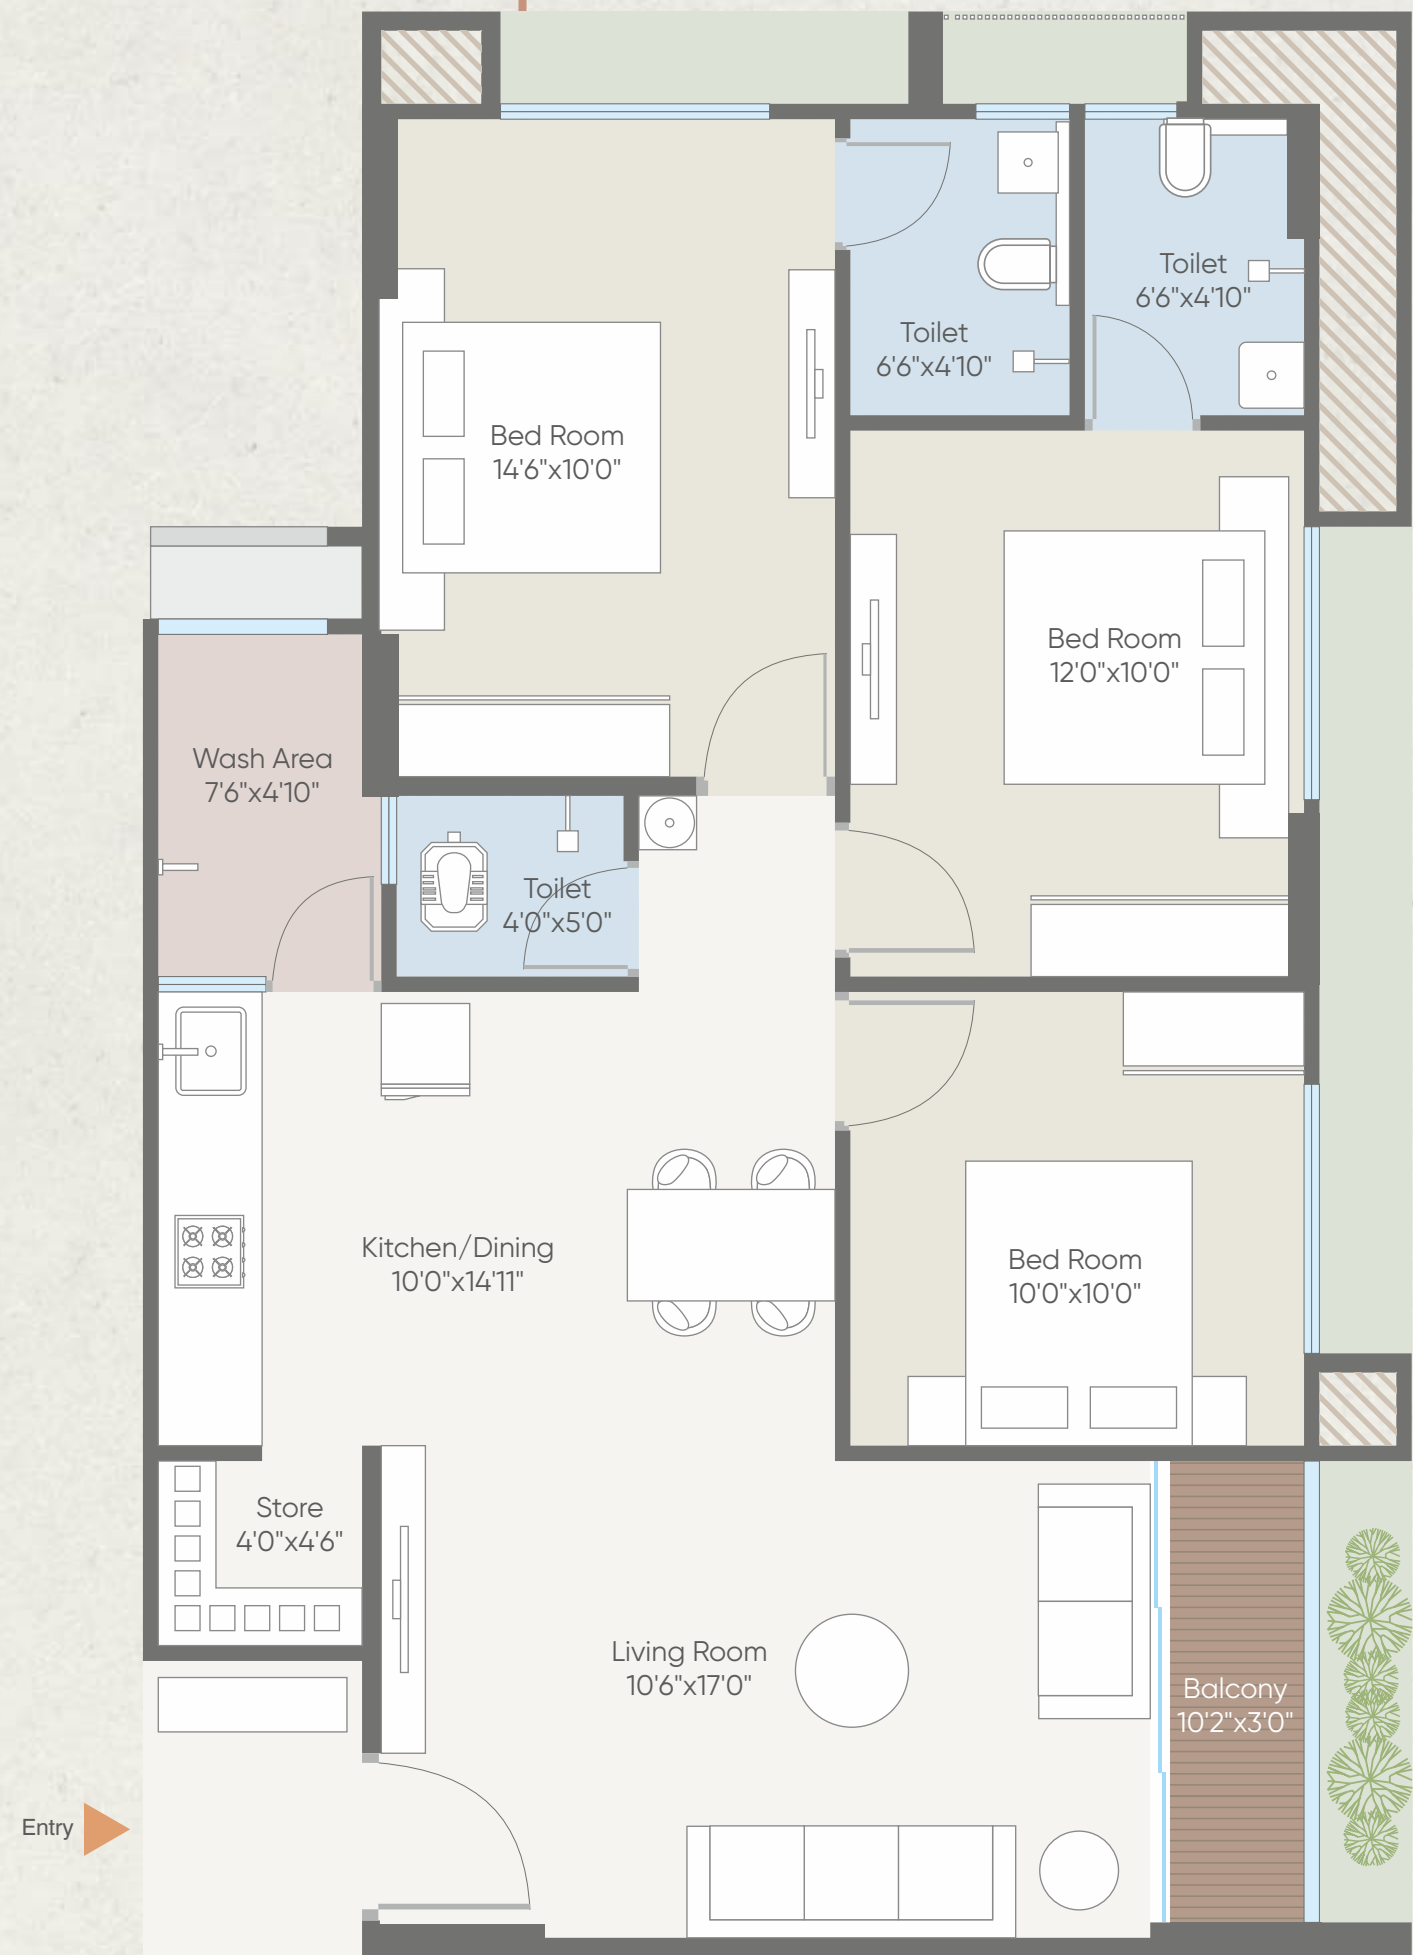 Toilet
6'6"x4'10"
Toilet
6'6"x4'10"
Bed Room
14'6"x10'0"
Bed Room
12'0"x10'0"
Wash Area
7'6"x4'10"
Toilet
4'0"x5'0"
Kitchen/Dining
10'0"x14'11"
Bed Room
10'0"x10'0"
Store
4'0"x4'6"
Living Room
10'6"x17'0"
Balcony
10'2"x3'0"
Entry